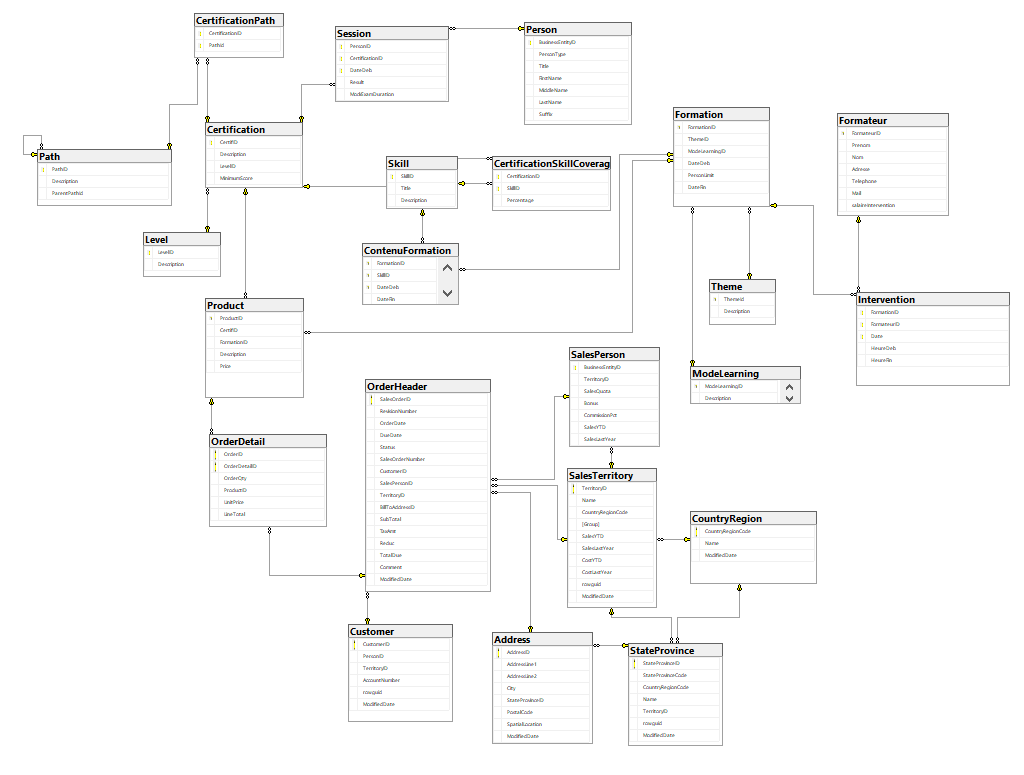 CertificationPath
CertificationID
PathId
Session
PersonID
CertificationID
DateDeb
Result
ModExamDuration
Person
BusinessEntityID
PersonType
Title
FirstName
MiddleName
LastName
Suffix
Certification
CertifID
Description
LevelID
MinimumScore
Formation
FormationID
ThemeID
ModeLearningID
DateDeb
PersonLimit
DateFin
Formateur
FormateurID
Prenom
Nom
Adresse
Telephone
Mail
salaireIntervention
Path
PathID
Description
ParentPathId
Skill
SkillID
Title
Description
CertificationSkillCoverag
CertificationID
SkillID
Percentage
Level
LevelID
Description
ContenuFormation
FormationID
SkillID
DateDeb
DateFin
Theme
ThemeId
Description
Intervention
FormationID
FormateurID
Date
HeureDeb
HeureFin
Product
ProductID
CertifID
FormationID
Description
Price
SalesPerson
BusinessEntityID
TerritoryID
SalesQuota
Bonus
CommissionPct
SalesYTD
SalesLastYear
ModeLearning
ModeLearningID
Description
OrderHeader
SalesOrderID
RevisionNumber
OrderDate
DueDate
Status
SalesOrderNumber
CustomerID
SalesPersonID
TerritoryID
BillToAddressID
SubTotal
TaxAmt
Reduc
TotalDue
Comment
ModifiedDate
OrderDetail
OrderID
OrderDetailID
OrderQty
ProductID
UnitPrice
LineTotal
SalesTerritory
TerritoryID
Name
CountryRegionCode
[Group]
SalesYTD
SalesLastYear
CostYTD
CostLastYear
rowguid
ModifiedDate
CountryRegion
CountryRegionCode
Name
ModifiedDate
Customer
CustomerID
PersonID
TerritoryID
AccountNumber
rowguid
ModifiedDate
Address
AddressID
AddressLine1
AddressLine2
City
StateProvinceID
PostalCode
SpatialLocation
ModifiedDate
StateProvince
StateProvinceID
StateProvinceCode
CountryRegionCode
Name
TerritoryID
rowguid
ModifiedDate